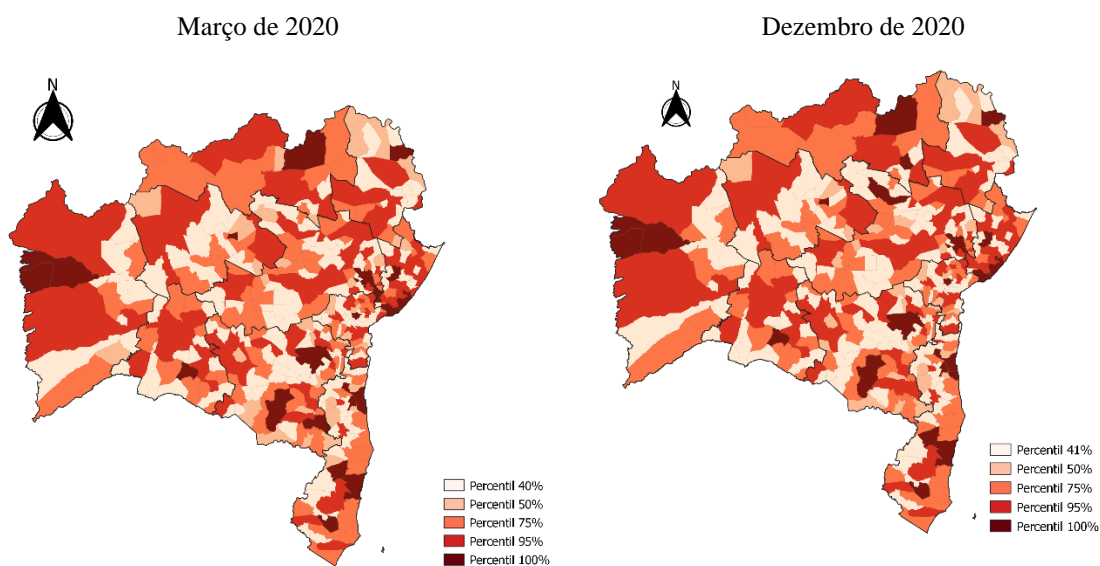 Março de 2020
Dezembro de 2020
N
N
Percentil 40%
Percentil 50%
Percentil 75%
Percentil 95%
Percentil 100%
Percentil 41%
Percentil 50%
Percentil 75%
Percentil 95%
Percentil 100%